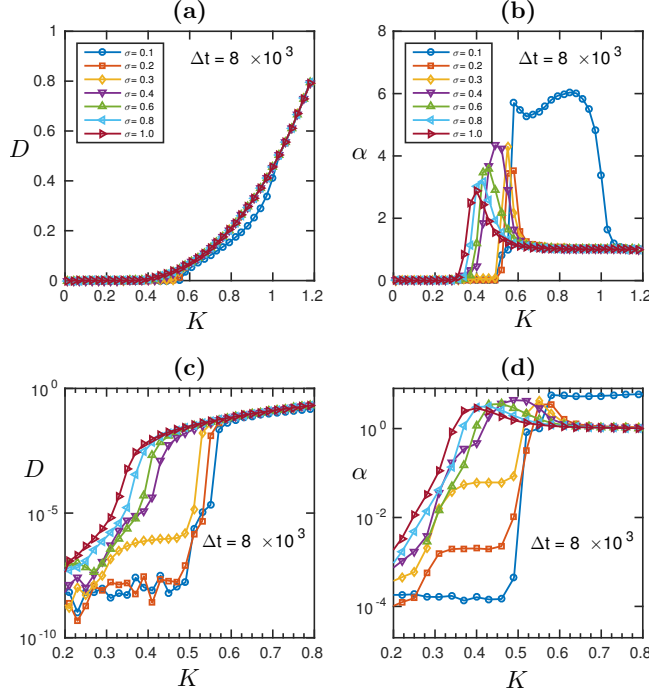 (a)
1
0.8
0.6
0.4
0.2
0
D
σ= 0.1
σ= 0.2
σ= 0.3
σ= 0.4
σ= 0.6
σ= 0.8
σ= 1.0
Δt = 8 ×10³
0 0.2 0.4 0.6 0.8 1.0 1.2
K
(b)
8
6
4
2
0
α
σ= 0.1
σ= 0.2
σ= 0.3
σ= 0.4
σ= 0.6
σ= 0.8
σ= 1.0
Δt = 8 ×10³
0 0.2 0.4 0.6 0.8 1 1.2
K
(c)
10⁰
10⁻⁵
10⁻¹⁰
D
Δt = 8 ×10³
0.2 0.3 0.4 0.5 0.6 0.7 0.8
K
(d)
10⁰
10⁻²
10⁻⁴
α
Δt = 8 ×10³
0.2 0.3 0.4 0.5 0.6 0.7 0.8
K